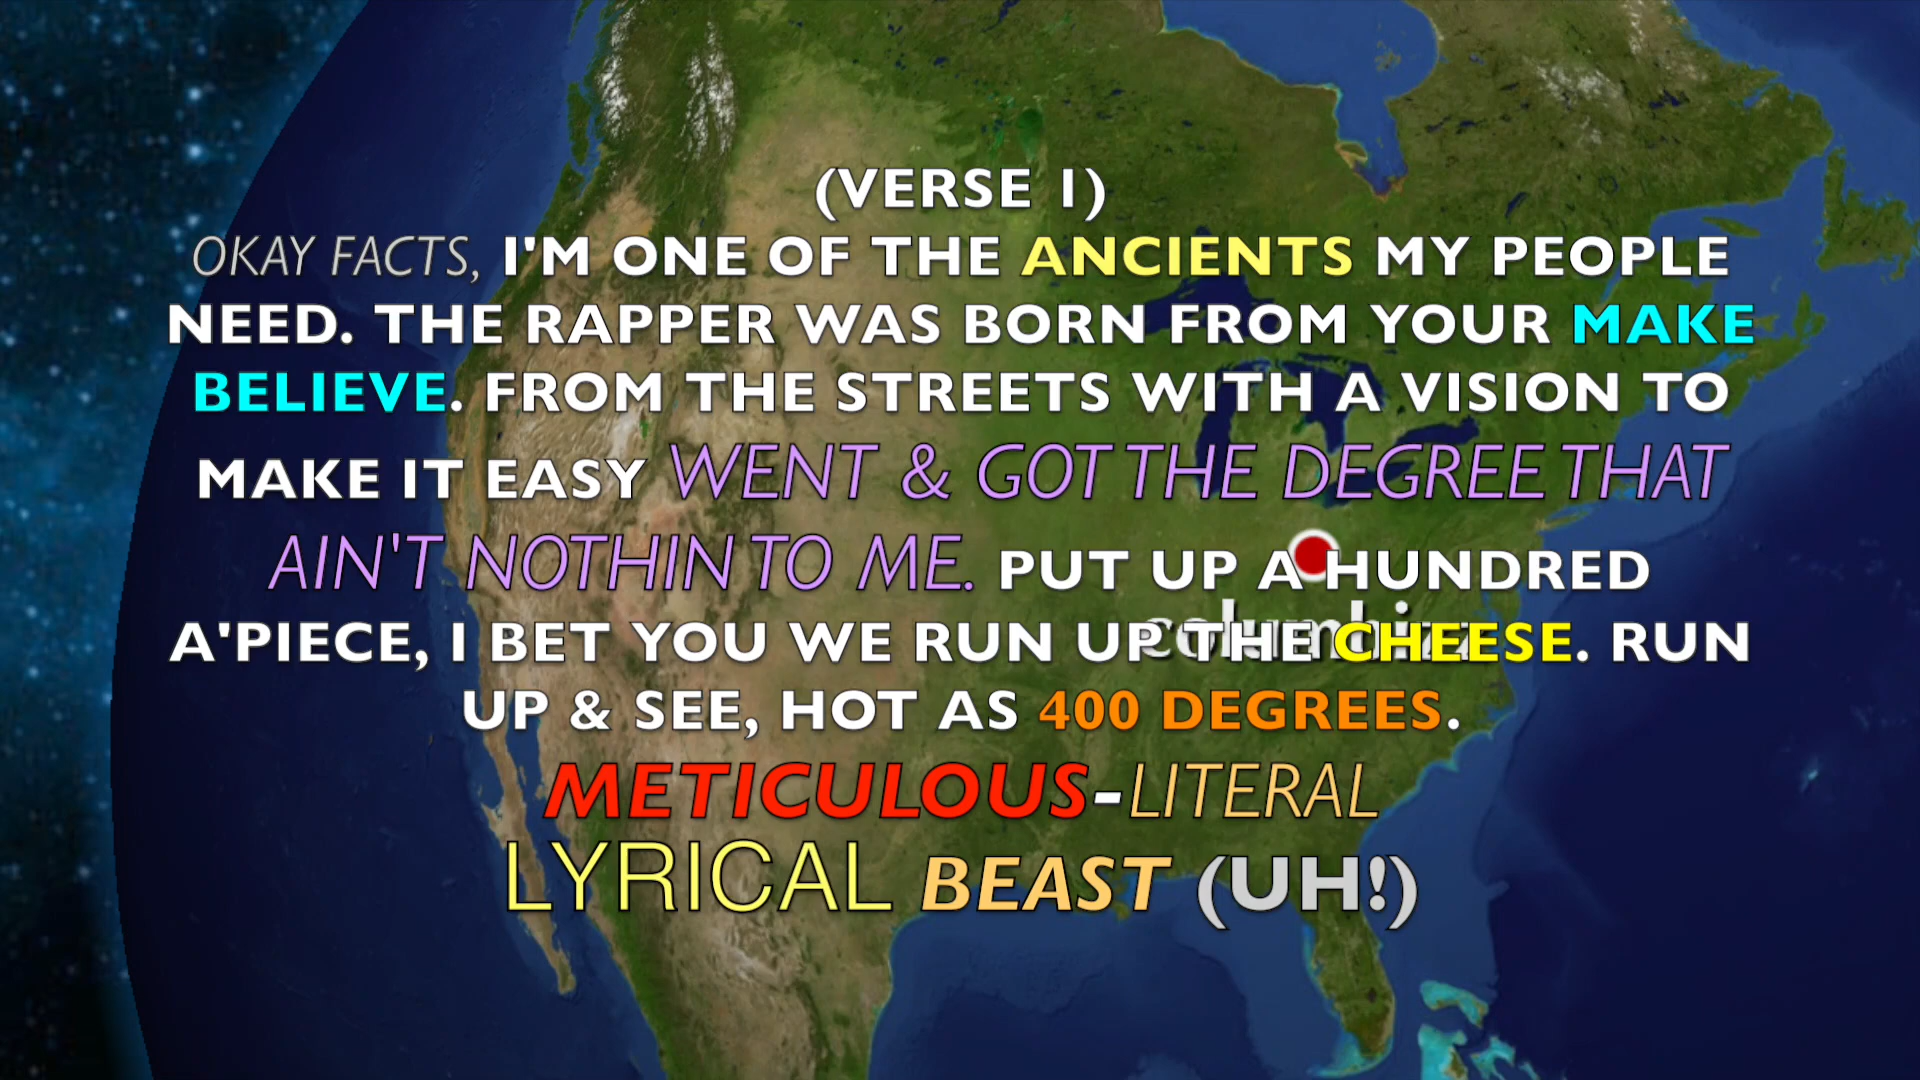 (VERSE 1)
OKAY FACTS, I'M ONE OF THE ANCIENTS MY PEOPLE
NEED. THE RAPPER WAS BORN FROM YOUR MAKE
BELIEVE. FROM THE STREETS WITH A VISION TO
MAKE IT EASY WENT & GOT THE DEGREE THAT
AIN'T NOTHIN TO ME. PUT UP A HUNDRED
A'PIECE, I BET YOU WE RUN UP THE CHEESE. RUN
UP & SEE, HOT AS 400 DEGREES.
METICULOUS-LITERAL
LYRICAL BEAST (UH!)